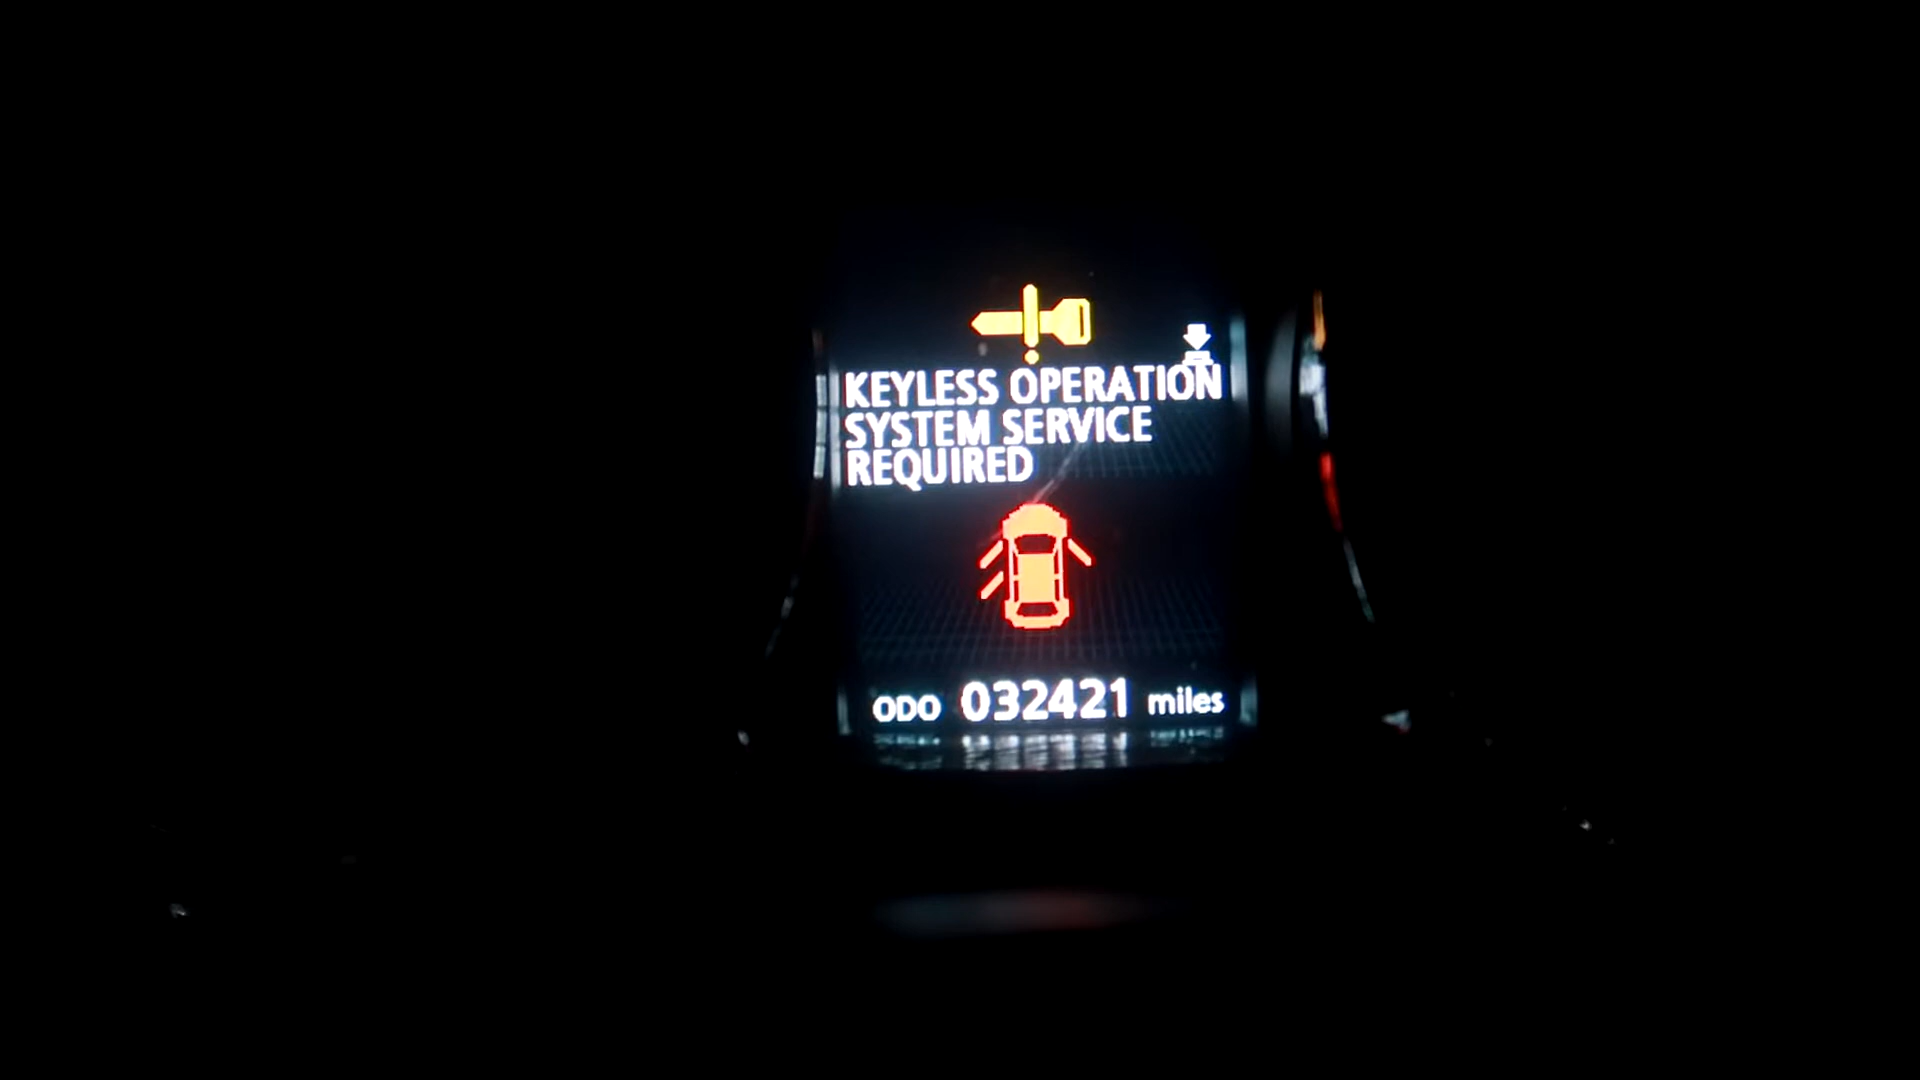 KEYLESS OPERATION
SYSTEM SERVICE
REQUIRED
ODO 032421 miles